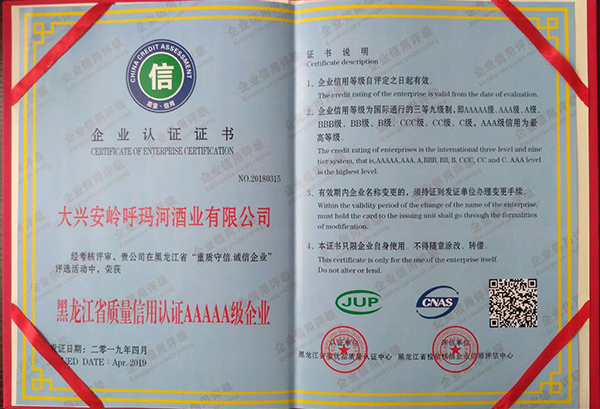 CHINA CREDIT ASSESSMENT
信
质量·信用
企业认证证书
CERTIFICATE OF ENTERPRISE CERTIFICATION
NO.20180315
大兴安岭呼玛河酒业有限公司
经考核评审，贵公司在黑龙江省“重质守信.诚信企业”
评选活动中，荣获
黑龙江省质量信用认证AAAAA级企业
发证日期：二零一九年四月
DATE : Apr. 2019
证书说明
Certificate description
1、企业信用等级自评定之日起有效。
The credit rating of the enterprise is valid from the date of evaluation.
2、企业信用等级为国际通行的三等九级制,即AAAAA级、AAA级、A级、
BBB级、BB级、B级、CCC级、CC级、C级，AAA级信用为最
高等级.
The credit rating of enterprises is the international three level and nine
tier system, that is,AAAAA,AAA, A,BBB, BB, B, CCC, CC and C. AAA level
is the highest level.
3、有效期内企业名称变更的，须持证到发证单位办理变更手续。
Within the validity period of the change of the name of the enterprise,
must hold the card to the issuing unit shall go through the formalities
of modification.
4、本证书只限企业自身使用、不得随意涂改、转借.
This certificate is only for the use of the enterprise itself.
Do not alter or lend.
JUP
CNAS
认证单位
评估单位